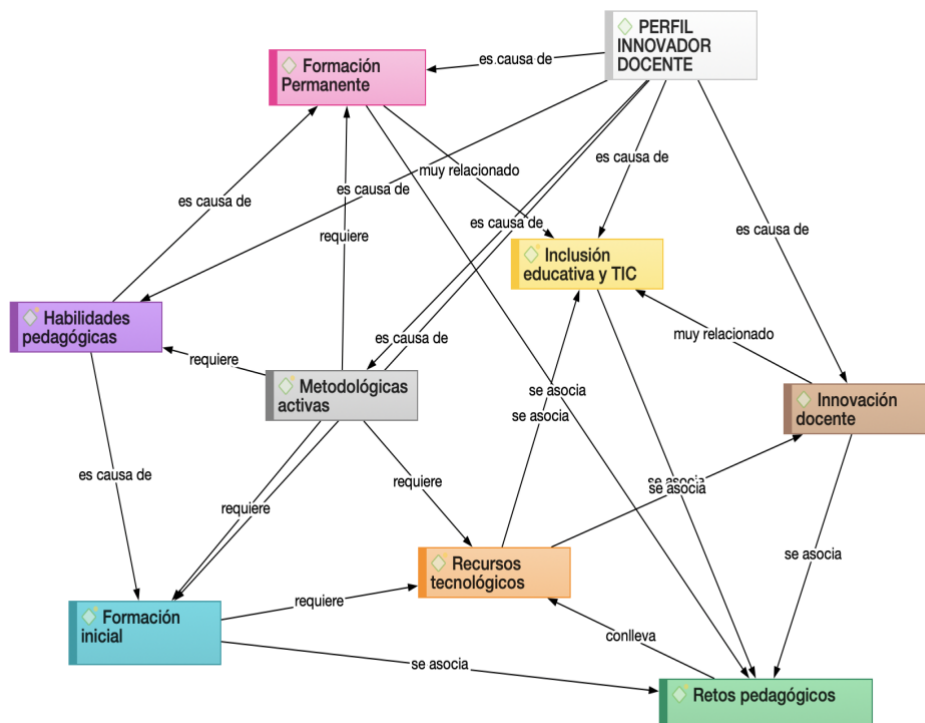 PERFIL
INNOVADOR
DOCENTE
es causa de
Formación
Permanente
muy relacionado
es causa de
es causa de
es causa de
es causa de
requiere
es causa de
Inclusión
educativa y TIC
Habilidades
pedagógicas
es causa de
muy relacionado
requiere
Metodológicas
activas
se asocia
Innovación
docente
se asocia
es causa de
requiere
se asocia
se asocia
requiere
se asocia
Recursos
tecnológicos
requiere
Formación
inicial
conlleva
se asocia
Retos pedagógicos